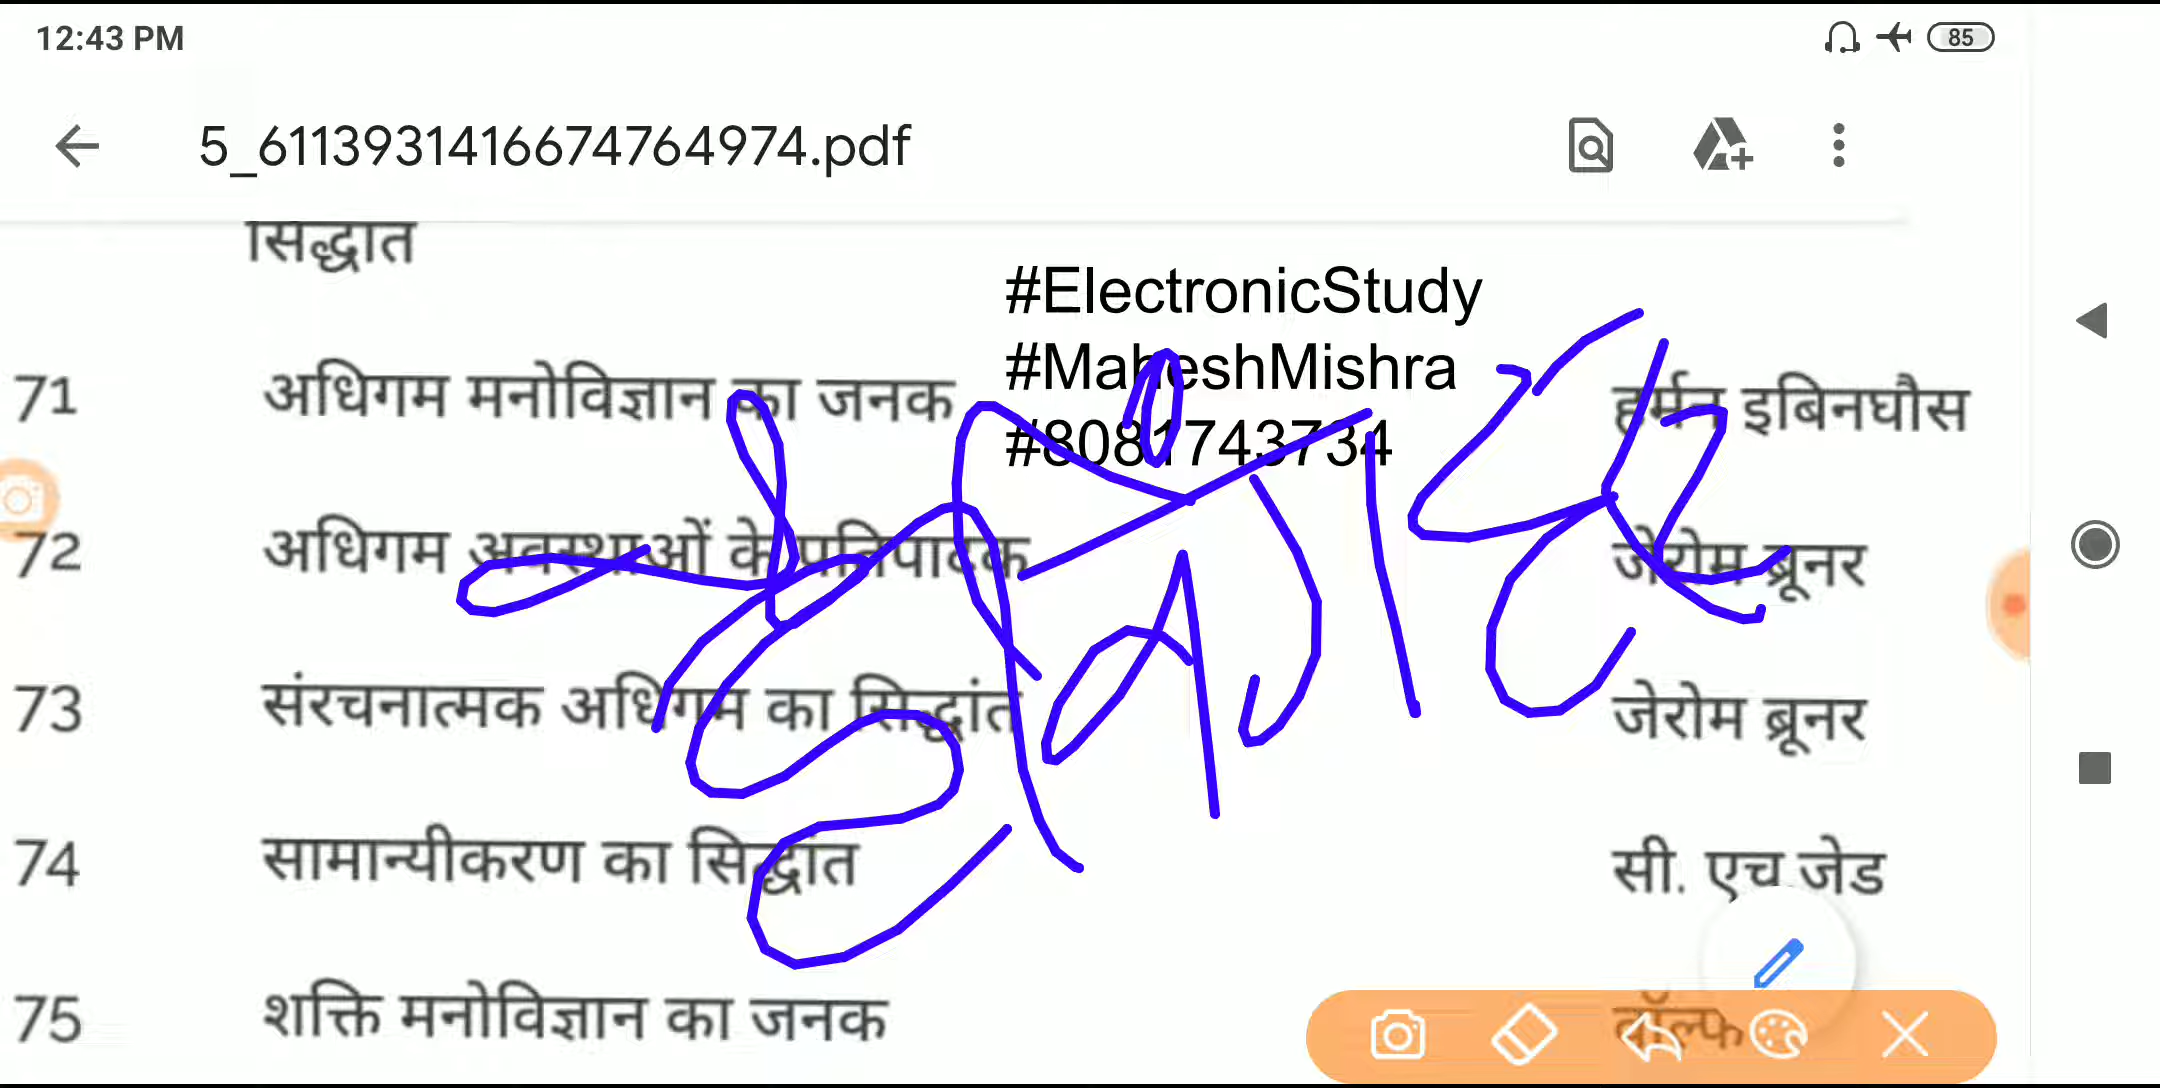 12:43 PM 85
5_6113931416674764974.pdf
सिद्धांत
#ElectronicStudy
#MaheshMishra
#8081743734
71 अधिगम मनोविज्ञान का जनक हर्मन इबिनघौस
72 अधिगम अवस्थाओं के प्रतिपादक जेरोम ब्रूनर
73 संरचनात्मक अधिगम का सिद्धांत जेरोम ब्रूनर
74 सामान्यीकरण का सिद्धांत सी. एच जेड
75 शक्ति मनोविज्ञान का जनक वॉल्फ